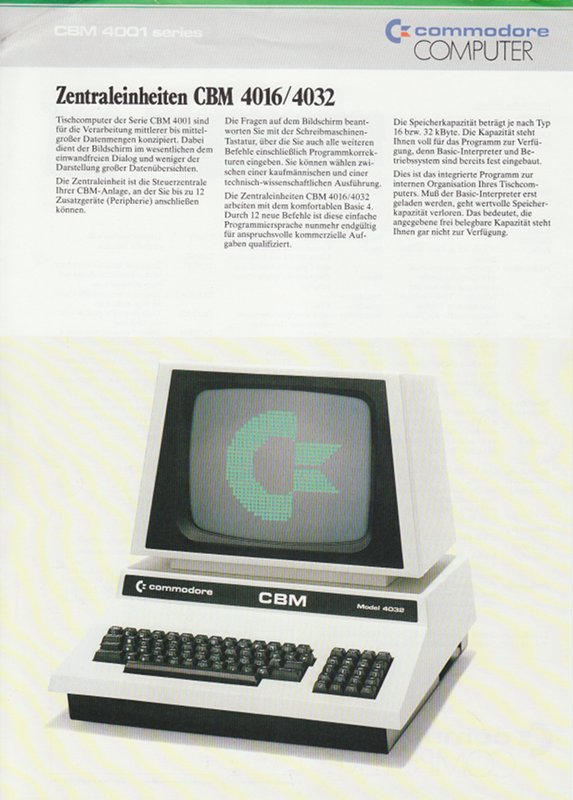 CBM 4001 series
commodore
COMPUTER
Zentraleinheiten CBM 4016/4032
Tischcomputer der Serie CBM 4001 sind
für die Verarbeitung mittlerer bis mittel-
großer Datenmengen konzipiert. Dabei
dient der Bildschirm im wesentlichen dem
einwandfreien Dialog und weniger der
Darstellung großer Datenübersichten.
Die Zentraleinheit ist die Steuerzentrale
Ihrer CBM-Anlage, an der Sie bis zu 12
Zusatzgeräte (Peripherie) anschließen
können.
Die Fragen auf dem Bildschirm beant-
worten Sie mit der Schreibmaschinen-
Tastatur, über die Sie auch alle weiteren
Befehle einschließlich Programmkorrek-
turen eingeben. Sie können wählen zwi-
schen einer kaufmännischen und einer
technisch-wissenschaftlichen Ausführung.
Die Zentraleinheiten CBM 4016/4032
arbeiten mit dem komfortablen Basic 4.
Durch 12 neue Befehle ist diese einfache
Programmiersprache nunmehr endgültig
für anspruchsvolle kommerzielle Auf-
gaben qualifiziert.
Die Speicherkapazität beträgt je nach Typ
16 bzw. 32 kByte. Die Kapazität steht
Ihnen voll für das Programm zur Verfü-
gung, denn Basic-Interpreter und Be-
triebssystem sind bereits fest eingebaut.
Dies ist das integrierte Programm zur
internen Organisation Ihres Tischcom-
puters. Muß der Basic-Interpreter erst
geladen werden, geht wertvolle Speicher-
kapazität verloren. Das bedeutet, die
angegebene frei belegbare Kapazität steht
Ihnen gar nicht zur Verfügung.
commodore
CBM
Model 4032